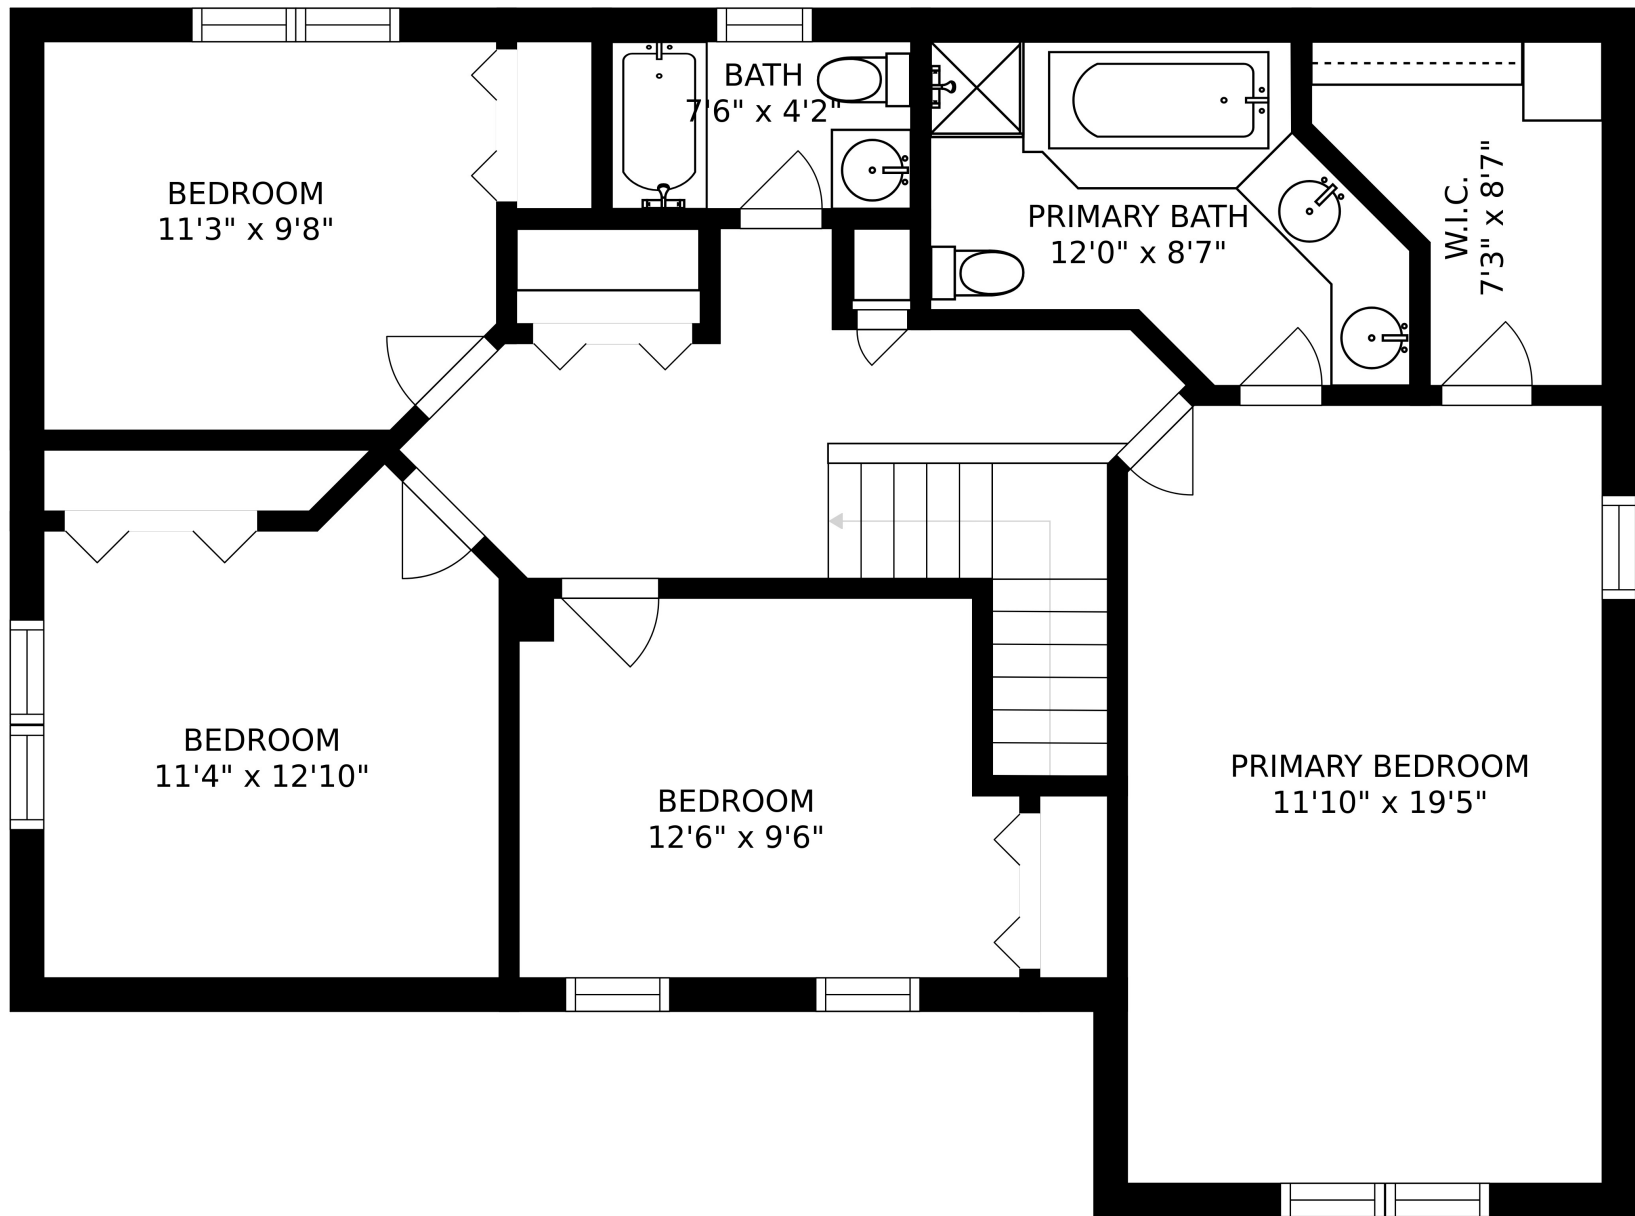 BATH
7'6" x 4'2"
BEDROOM
11'3" x 9'8"
PRIMARY BATH
12'0" x 8'7"
W.I.C.
7'3" x 8'7"
BEDROOM
11'4" x 12'10"
BEDROOM
12'6" x 9'6"
PRIMARY BEDROOM
11'10" x 19'5"